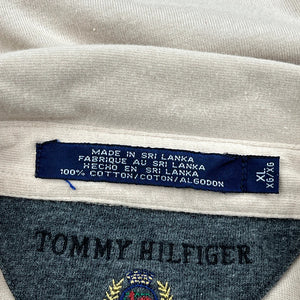 MADE IN SRI LANKA
FABRIQUE AU SRI LANKA
HECHO EN SRI LANKA
100% COTTON/COTON/ALGODON
XL
XG/XG
TOMMY HILFIGER